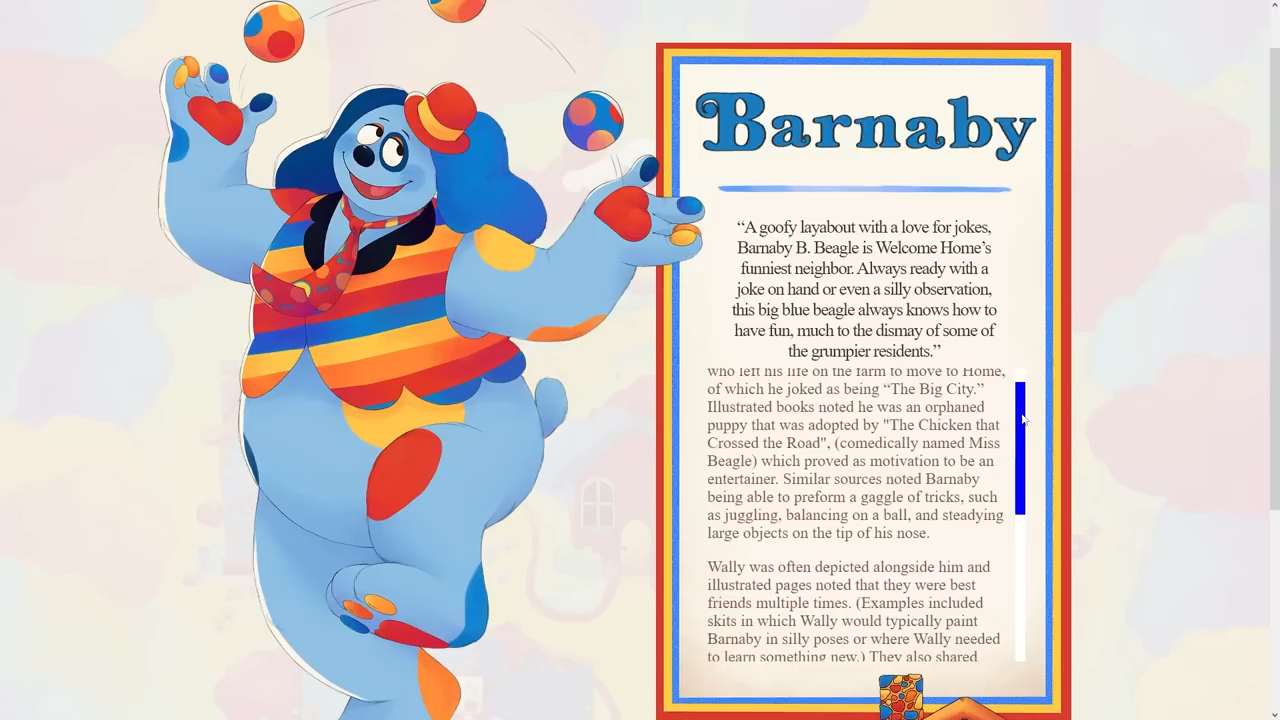 Barnaby
“A goofy layabout with a love for jokes,
Barnaby B. Beagle is Welcome Home’s
funniest neighbor. Always ready with a
joke on hand or even a silly observation,
this big blue beagle always knows how to
have fun, much to the dismay of some of
the grumpier residents.”
who left his life on the farm to move to Home,
of which he joked as being “The Big City.”
Illustrated books noted he was an orphaned
puppy that was adopted by "The Chicken that
Crossed the Road", (comedically named Miss
Beagle) which proved as motivation to be an
entertainer. Similar sources noted Barnaby
being able to preform a gaggle of tricks, such
as juggling, balancing on a ball, and steadying
large objects on the tip of his nose.
Wally was often depicted alongside him and
illustrated pages noted that they were best
friends multiple times. (Examples included
skits in which Wally would typically paint
Barnaby in silly poses or where Wally needed
to learn something new.) They also shared